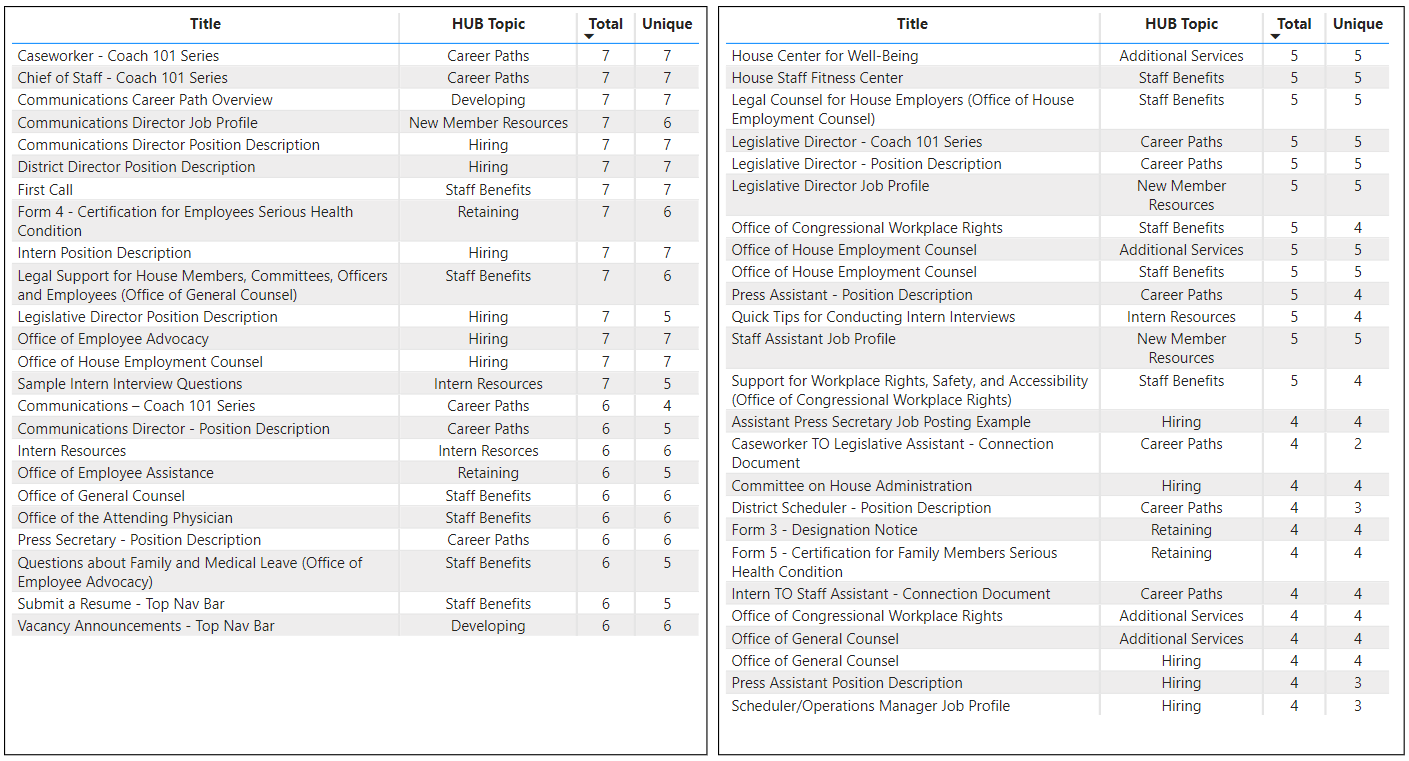 Title HUB Topic Total Unique
Caseworker - Coach 101 Series Career Paths 7 7
Chief of Staff - Coach 101 Series Career Paths 7 7
Communications Career Path Overview Developing 7 7
Communications Director Job Profile New Member Resources 7 6
Communications Director Position Description Hiring 7 7
District Director Position Description Hiring 7 7
First Call Staff Benefits 7 7
Form 4 - Certification for Employees Serious Health Retaining 7 6
Condition
Intern Position Description Hiring 7 7
Legal Support for House Members, Committees, Officers Staff Benefits 7 6
and Employees (Office of General Counsel)
Legislative Director Position Description Hiring 7 5
Office of Employee Advocacy Hiring 7 7
Office of House Employment Counsel Hiring 7 7
Sample Intern Interview Questions Intern Resources 7 5
Communications – Coach 101 Series Career Paths 6 4
Communications Director - Position Description Career Paths 6 5
Intern Resources Intern Resorces 6 6
Office of Employee Assistance Retaining 6 5
Office of General Counsel Staff Benefits 6 6
Office of the Attending Physician Staff Benefits 6 6
Press Secretary - Position Description Career Paths 6 6
Questions about Family and Medical Leave (Office of Staff Benefits 6 5
Employee Advocacy)
Submit a Resume - Top Nav Bar Staff Benefits 6 5
Vacancy Announcements - Top Nav Bar Developing 6 6
Title HUB Topic Total Unique
House Center for Well-Being Additional Services 5 5
House Staff Fitness Center Staff Benefits 5 5
Legal Counsel for House Employers (Office of House Staff Benefits 5 5
Employment Counsel)
Legislative Director - Coach 101 Series Career Paths 5 5
Legislative Director - Position Description Career Paths 5 5
Legislative Director Job Profile New Member 5 5
Resources
Office of Congressional Workplace Rights Staff Benefits 5 4
Office of House Employment Counsel Additional Services 5 5
Office of House Employment Counsel Staff Benefits 5 5
Press Assistant - Position Description Career Paths 5 4
Quick Tips for Conducting Intern Interviews Intern Resources 5 4
Staff Assistant Job Profile New Member 5 5
Resources
Support for Workplace Rights, Safety, and Accessibility Staff Benefits 5 4
(Office of Congressional Workplace Rights)
Assistant Press Secretary Job Posting Example Hiring 4 4
Caseworker TO Legislative Assistant - Connection Career Paths 4 2
Document
Committee on House Administration Hiring 4 4
District Scheduler - Position Description Career Paths 4 3
Form 3 - Designation Notice Retaining 4 4
Form 5 - Certification for Family Members Serious Retaining 4 4
Health Condition
Intern TO Staff Assistant - Connection Document Career Paths 4 4
Office of Congressional Workplace Rights Additional Services 4 4
Office of General Counsel Additional Services 4 4
Office of General Counsel Hiring 4 4
Press Assistant Position Description Hiring 4 3
Scheduler/Operations Manager Job Profile Hiring 4 3